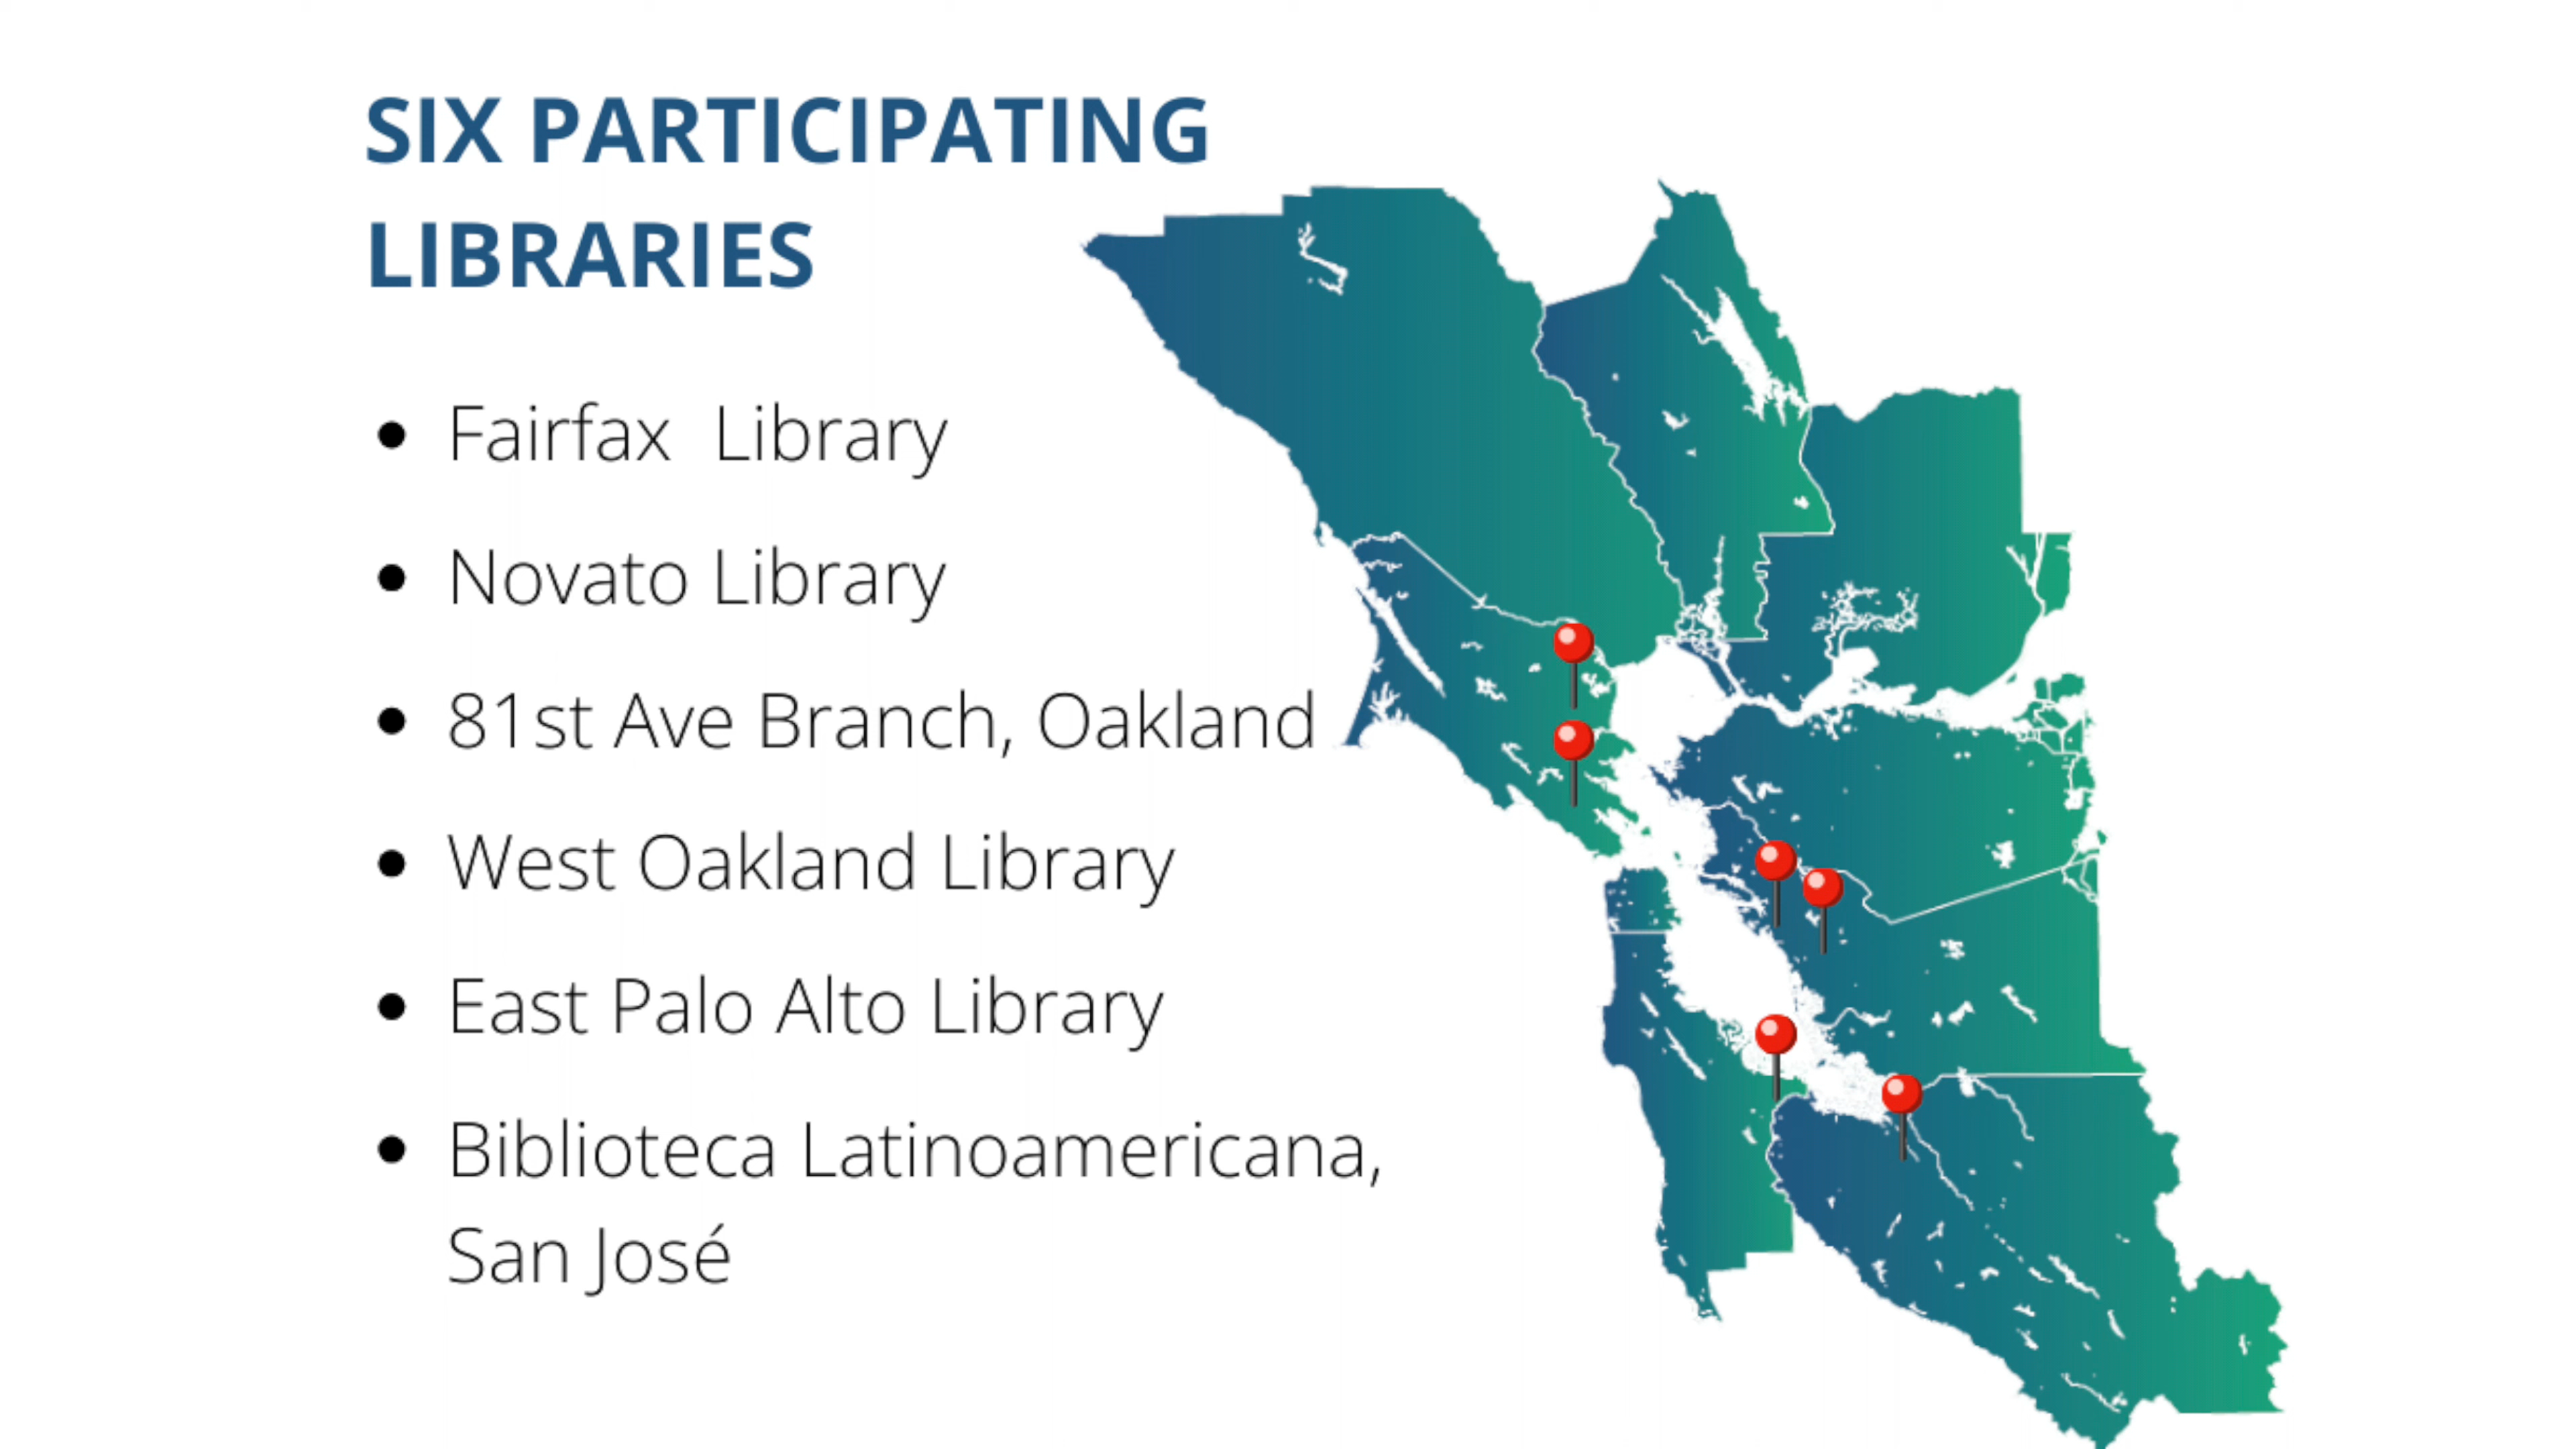 SIX PARTICIPATING
LIBRARIES
• Fairfax  Library
• Novato Library
• 81st Ave Branch, Oakland
• West Oakland Library
• East Palo Alto Library
• Biblioteca Latinoamericana,
San José